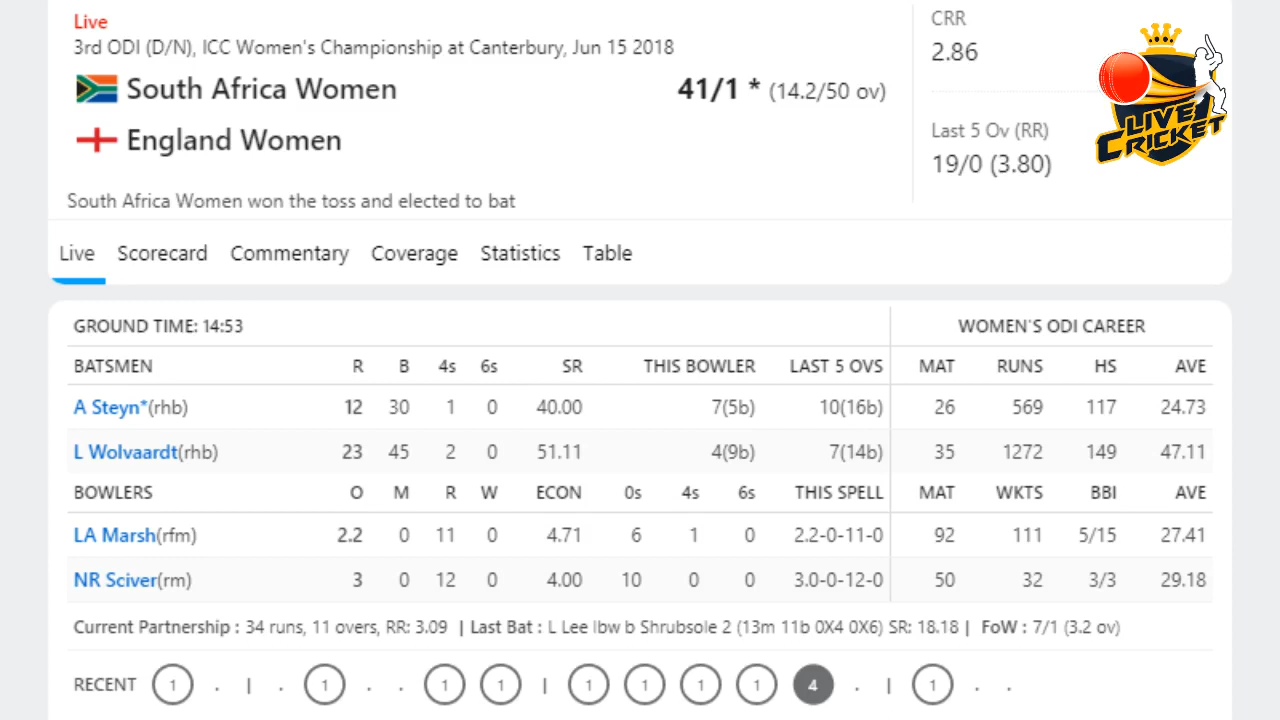 Live
3rd ODI (D/N), ICC Women's Championship at Canterbury, Jun 15 2018
South Africa Women 41/1 * (14.2/50 ov)
England Women
South Africa Women won the toss and elected to bat
CRR
2.86
Last 5 Ov (RR)
19/0 (3.80)
LIVE
CRICKET
Live Scorecard Commentary Coverage Statistics Table
GROUND TIME: 14:53 WOMEN'S ODI CAREER
BATSMEN R B 4s 6s SR THIS BOWLER LAST 5 OVS MAT RUNS HS AVE
A Steyn*(rhb) 12 30 1 0 40.00 7(5b) 10(16b) 26 569 117 24.73
L Wolvaardt(rhb) 23 45 2 0 51.11 4(9b) 7(14b) 35 1272 149 47.11
BOWLERS O M R W ECON 0s 4s 6s THIS SPELL MAT WKTS BBI AVE
LA Marsh(rfm) 2.2 0 11 0 4.71 6 1 0 2.2-0-11-0 92 111 5/15 27.41
NR Sciver(rm) 3 0 12 0 4.00 10 0 0 3.0-0-12-0 50 32 3/3 29.18
Current Partnership : 34 runs, 11 overs, RR: 3.09 | Last Bat : L Lee lbw b Shrubsole 2 (13m 11b 0X4 0X6) SR: 18.18 | FoW : 7/1 (3.2 ov)
RECENT 1 . | . 1 . . 1 1 | 1 1 1 1 4 . | 1 . .